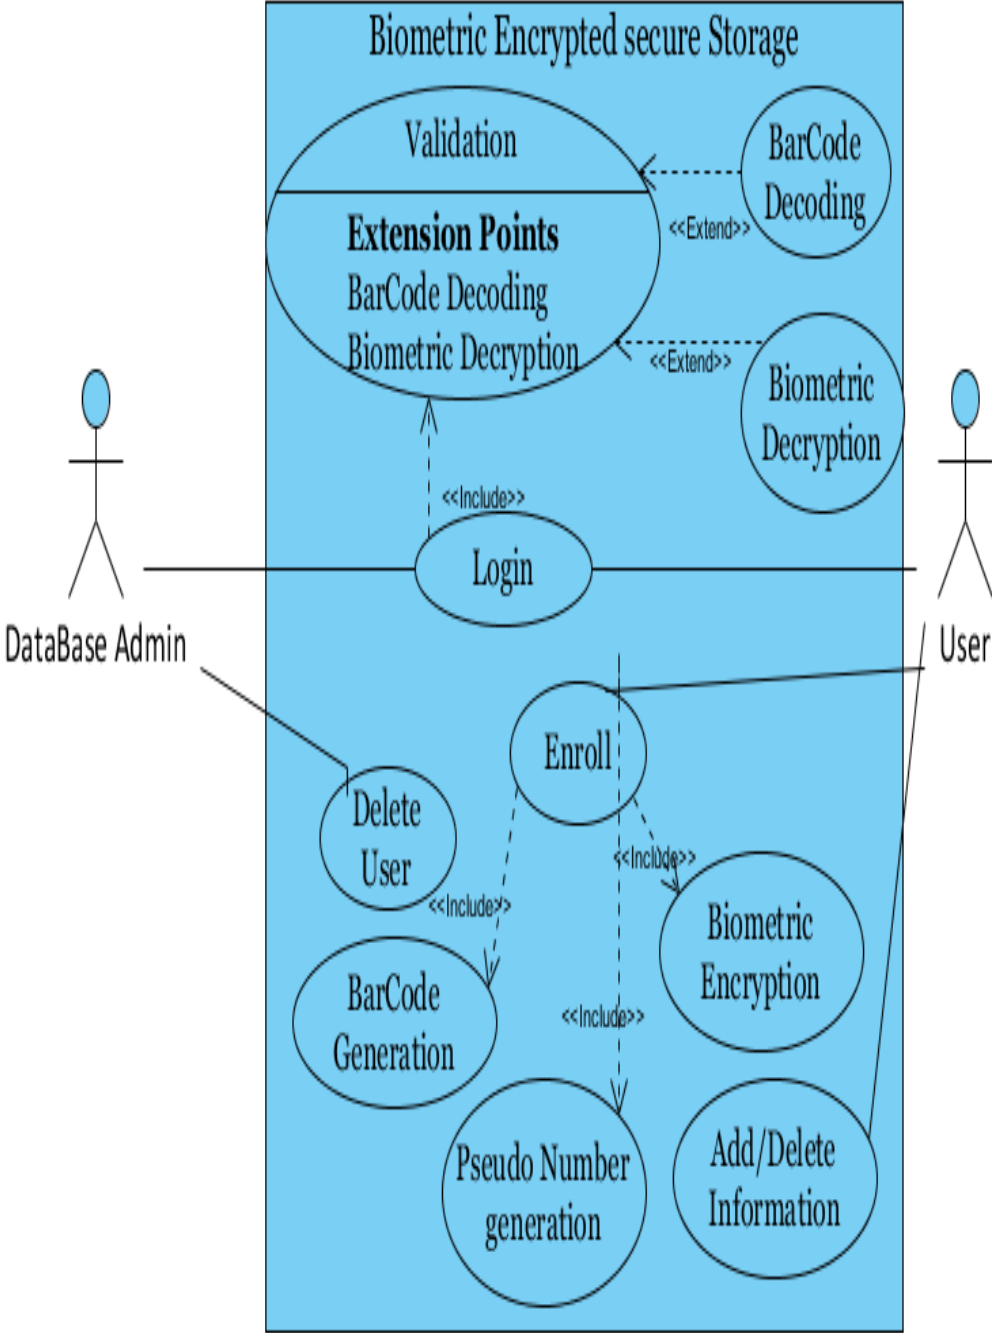 Biometric Encrypted secure Storage
Validation
Extension Points
BarCode Decoding
Biometric Decryption
BarCode
Decoding
<<Extend>>
Biometric
Decryption
<<Extend>>
<<Include>>
Login
DataBase Admin
User
Enroll
Delete
User
<<Include>>
<<Include>>
BarCode
Generation
Biometric
Encryption
<<Include>>
Pseudo Number
generation
Add/Delete
Information